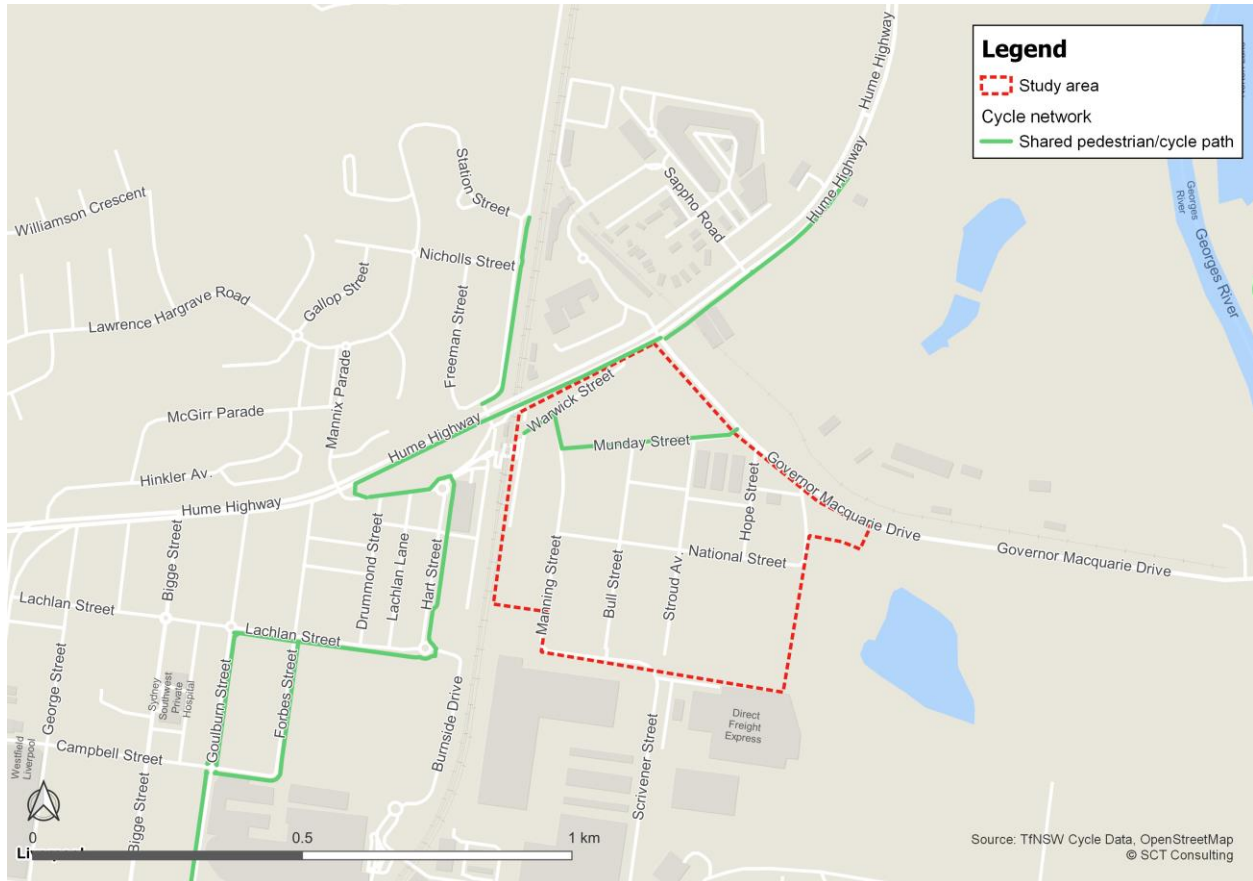 Legend
Study area
Cycle network
Shared pedestrian/cycle path
Hume Highway
Hume Highway
Hume Highway
Georges
River
Georges River
Station Street
Sappho Road
Williamson Crescent
Nicholls Street
Gallop Street
Lawrence Hargrave Road
Freeman Street
Mannix Parade
Warwick Street
McGirr Parade
Hume Highway
Munday Street
Hinkler Av.
Hume Highway
Governor Macquarie Drive
Hope Street
Bigge Street
Drummond Street
Lachlan Lane
Hart Street
National Street
Governor Macquarie Drive
Manning Street
Bull Street
Stroud Av.
Lachlan Street
Lachlan Street
George Street
Sydney
Southwest
Private
Hospital
Goulburn Street
Forbes Street
Burnside Drive
Direct
Freight
Express
Westfield
Liverpool
Campbell Street
Bigge Street
Scrivener Street
0
0.5
1 km
Source: TfNSW Cycle Data, OpenStreetMap
© SCT Consulting